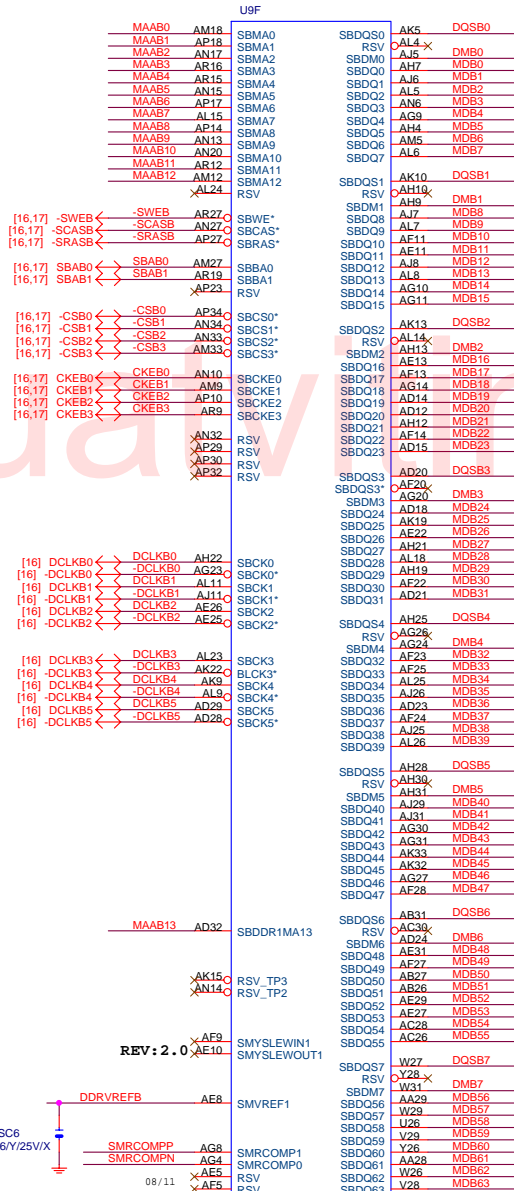 U9F
MAAB0 AM18 SBMA0
MAAB1 AP18 SBMA1
MAAB2 AN17 SBMA2
MAAB3 AR16 SBMA3
MAAB4 AR15 SBMA4
MAAB5 AN15 SBMA5
MAAB6 AP17 SBMA6
MAAB7 AL15 SBMA7
MAAB8 AP14 SBMA8
MAAB9 AN13 SBMA9
MAAB10 AN12 SBMA10
MAAB11 AR12 SBMA11
MAAB12 AM12 SBMA12
AL24 RSV
[16,17] -SWEB -SWEB AR27 SBWE*
[16,17] -SCASB -SCASB AN27 SBCAS*
[16,17] -SRASB -SRASB AP27 SBRAS*
[16,17] SBAB0 SBAB0 AM27 SBBA0
[16,17] SBAB1 SBAB1 AR19 SBBA1
AP23 RSV
[16,17] -CSB0 -CSB0 AP34 SBCS0*
[16,17] -CSB1 -CSB1 AN34 SBCS1*
[16,17] -CSB2 -CSB2 AN33 SBCS2*
[16,17] -CSB3 -CSB3 AM33 SBCS3*
[16,17] CKEB0 CKEB0 AN10 SBCKE0
[16,17] CKEB1 CKEB1 AM9 SBCKE1
[16,17] CKEB2 CKEB2 AP10 SBCKE2
[16,17] CKEB3 CKEB3 AR9 SBCKE3
AN32 RSV
AP29 RSV
AP30 RSV
AP32 RSV
[16] DCLKB0 DCLKB0 AH22 SBCK0
[16] -DCLKB0 -DCLKB0 AG23 SBCK0*
[16] DCLKB1 DCLKB1 AL11 SBCK1
[16] -DCLKB1 -DCLKB1 AJ11 SBCK1*
[16] DCLKB2 DCLKB2 AE26 SBCK2
[16] -DCLKB2 -DCLKB2 AE25 SBCK2*
[16] DCLKB3 DCLKB3 AL23 SBCK3
[16] -DCLKB3 -DCLKB3 AK22 BLCK3*
[16] DCLKB4 DCLKB4 AK9 SBCK4
[16] -DCLKB4 -DCLKB4 AL9 SBCK4*
[16] DCLKB5 DCLKB5 AD29 SBCK5
[16] -DCLKB5 -DCLKB5 AD28 SBCK5*
MAAB13 AD32 SBDDR1MA13
AK15 RSV_TP3
AN14 RSV_TP2
AF9 SMYSLEWIN1
REV:2.0 AE10 SMYSLEWOUT1
DDRVREFB AE8 SMVREF1
SC6
6/Y/25V/X
SMRCOMPP AG8 SMRCOMP1
SMRCOMPN AG4 SMRCOMP0
AE5 RSV
08/11 AF5 RSV
SBDQS0 AK5 DQSB0
RSV AL4
SBDM0 AJ5 DMB0
SBDQ0 AH7 MDB0
SBDQ1 AJ6 MDB1
SBDQ2 AL5 MDB2
SBDQ3 AN6 MDB3
SBDQ4 AG9 MDB4
SBDQ5 AH4 MDB5
SBDQ6 AM5 MDB6
SBDQ7 AL6 MDB7
SBDQS1 AK10 DQSB1
RSV AH10
SBDM1 AH9 DMB1
SBDQ8 AJ7 MDB8
SBDQ9 AL7 MDB9
SBDQ10 AF11 MDB10
SBDQ11 AE11 MDB11
SBDQ12 AJ8 MDB12
SBDQ13 AL8 MDB13
SBDQ14 AG10 MDB14
SBDQ15 AG11 MDB15
SBDQS2 AK13 DQSB2
RSV AL14
SBDM2 AH13 DMB2
SBDQ16 AE13 MDB16
SBDQ17 AF13 MDB17
SBDQ18 AG14 MDB18
SBDQ19 AD14 MDB19
SBDQ20 AD12 MDB20
SBDQ21 AH12 MDB21
SBDQ22 AF14 MDB22
SBDQ23 AD15 MDB23
SBDQS3 AD20 DQSB3
SBDQS3* AF20
SBDM3 AG20 DMB3
SBDQ24 AD18 MDB24
SBDQ25 AK19 MDB25
SBDQ26 AE22 MDB26
SBDQ27 AH21 MDB27
SBDQ28 AL18 MDB28
SBDQ29 AH19 MDB29
SBDQ30 AF22 MDB30
SBDQ31 AD21 MDB31
SBDQS4 AH25 DQSB4
RSV AG26
SBDM4 AG24 DMB4
SBDQ32 AF23 MDB32
SBDQ33 AF25 MDB33
SBDQ34 AL25 MDB34
SBDQ35 AJ26 MDB35
SBDQ36 AD23 MDB36
SBDQ37 AF24 MDB37
SBDQ38 AJ25 MDB38
SBDQ39 AL26 MDB39
SBDQS5 AH28 DQSB5
RSV AH30
SBDM5 AH31 DMB5
SBDQ40 AJ29 MDB40
SBDQ41 AJ31 MDB41
SBDQ42 AG30 MDB42
SBDQ43 AG31 MDB43
SBDQ44 AK33 MDB44
SBDQ45 AK32 MDB45
SBDQ46 AG27 MDB46
SBDQ47 AF28 MDB47
SBDQS6 AB31 DQSB6
RSV AC30
SBDM6 AD24 DMB6
SBDQ48 AE31 MDB48
SBDQ49 AF27 MDB49
SBDQ50 AB27 MDB50
SBDQ51 AB26 MDB51
SBDQ52 AE29 MDB52
SBDQ53 AE27 MDB53
SBDQ54 AC28 MDB54
SBDQ55 AC26 MDB55
SBDQS7 W27 DQSB7
RSV Y28
SBDM7 W31 DMB7
SBDQ56 AA29 MDB56
SBDQ57 W29 MDB57
SBDQ58 U26 MDB58
SBDQ59 V29 MDB59
SBDQ60 Y26 MDB60
SBDQ61 AA28 MDB61
SBDQ62 W26 MDB62
SBDQ63 V28 MDB63